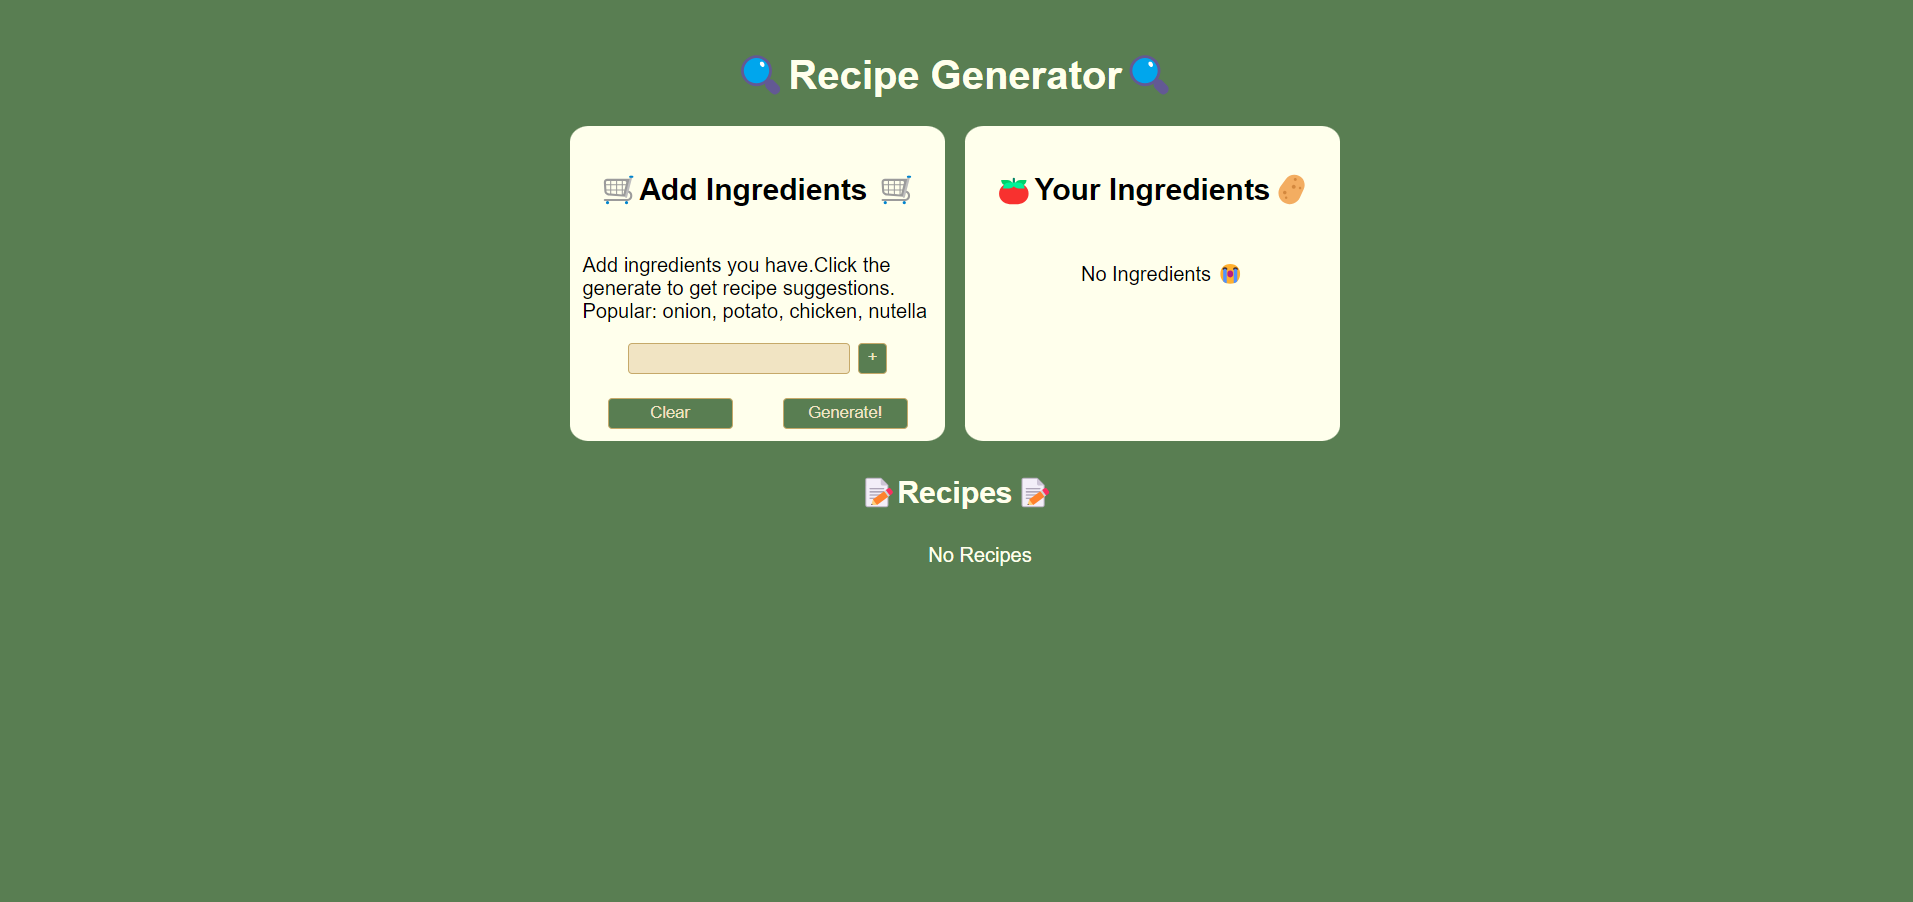 Recipe Generator
Add Ingredients
Add ingredients you have.Click the
generate to get recipe suggestions.
Popular: onion, potato, chicken, nutella
+
Clear
Generate!
Your Ingredients
No Ingredients
Recipes
No Recipes